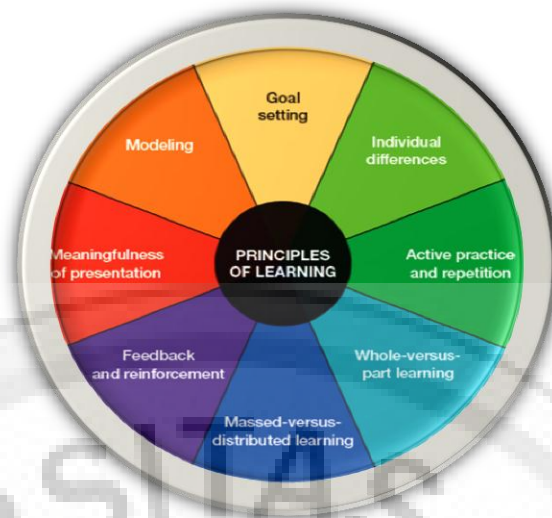 Goal
setting
Individual
differences
Active practice
and repetition
Whole-versus-
part learning
Massed-versus-
distributed learning
Feedback
and reinforcement
Meaningfulness
of presentation
Modeling
PRINCIPLES
OF LEARNING